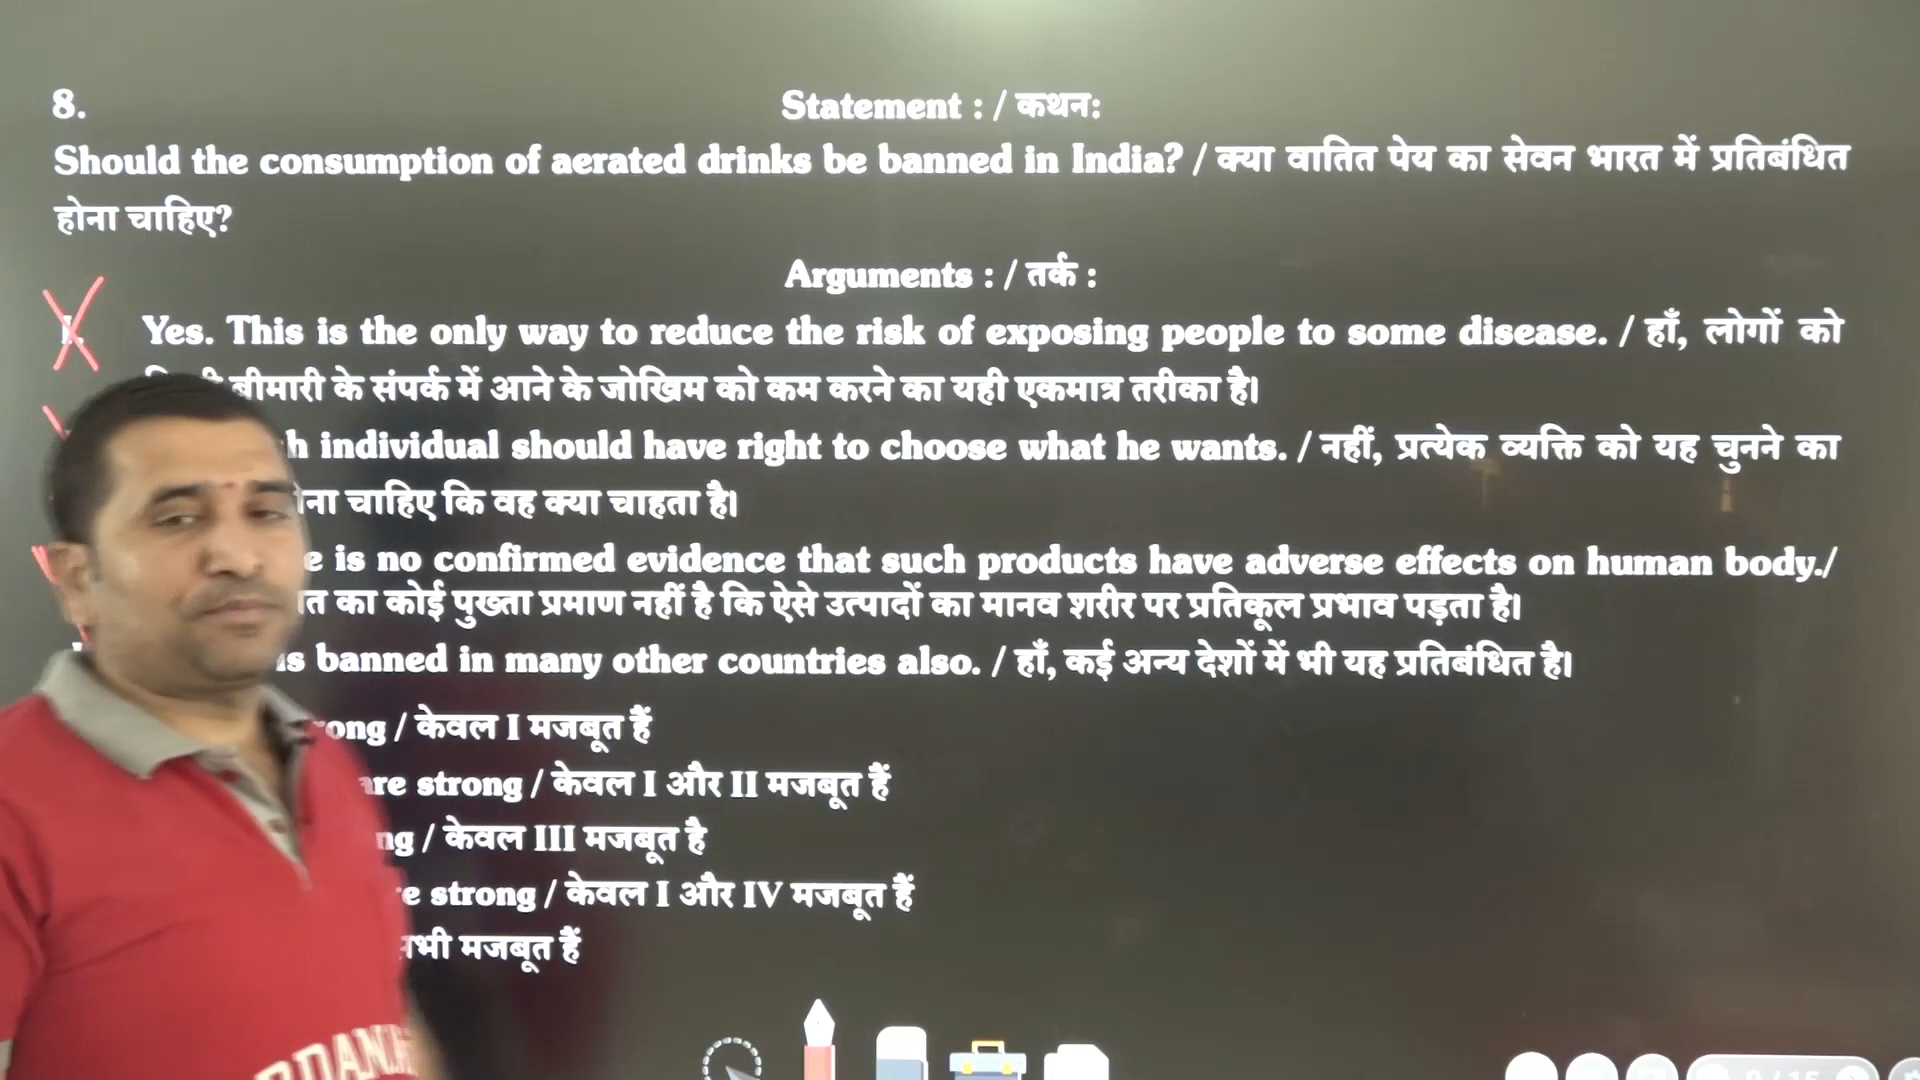 8.
Statement : / कथन:
Should the consumption of aerated drinks be banned in India? / क्या वातित पेय का सेवन भारत में प्रतिबंधित
होना चाहिए?
Arguments : / तर्क :
Yes. This is the only way to reduce the risk of exposing people to some disease. / हाँ, लोगों को
बीमारी के संपर्क में आने के जोखिम को कम करने का यही एकमात्र तरीका है।
individual should have right to choose what he wants. / नहीं, प्रत्येक व्यक्ति को यह चुनने का
चाहिए कि वह क्या चाहता है।
is no confirmed evidence that such products have adverse effects on human body./
का कोई पुख्ता प्रमाण नहीं है कि ऐसे उत्पादों का मानव शरीर पर प्रतिकूल प्रभाव पड़ता है।
banned in many other countries also. / हाँ, कई अन्य देशों में भी यह प्रतिबंधित है।
/ केवल I मजबूत हैं
strong / केवल I और II मजबूत हैं
/ केवल III मजबूत है
strong / केवल I और IV मजबूत हैं
मजबूत हैं